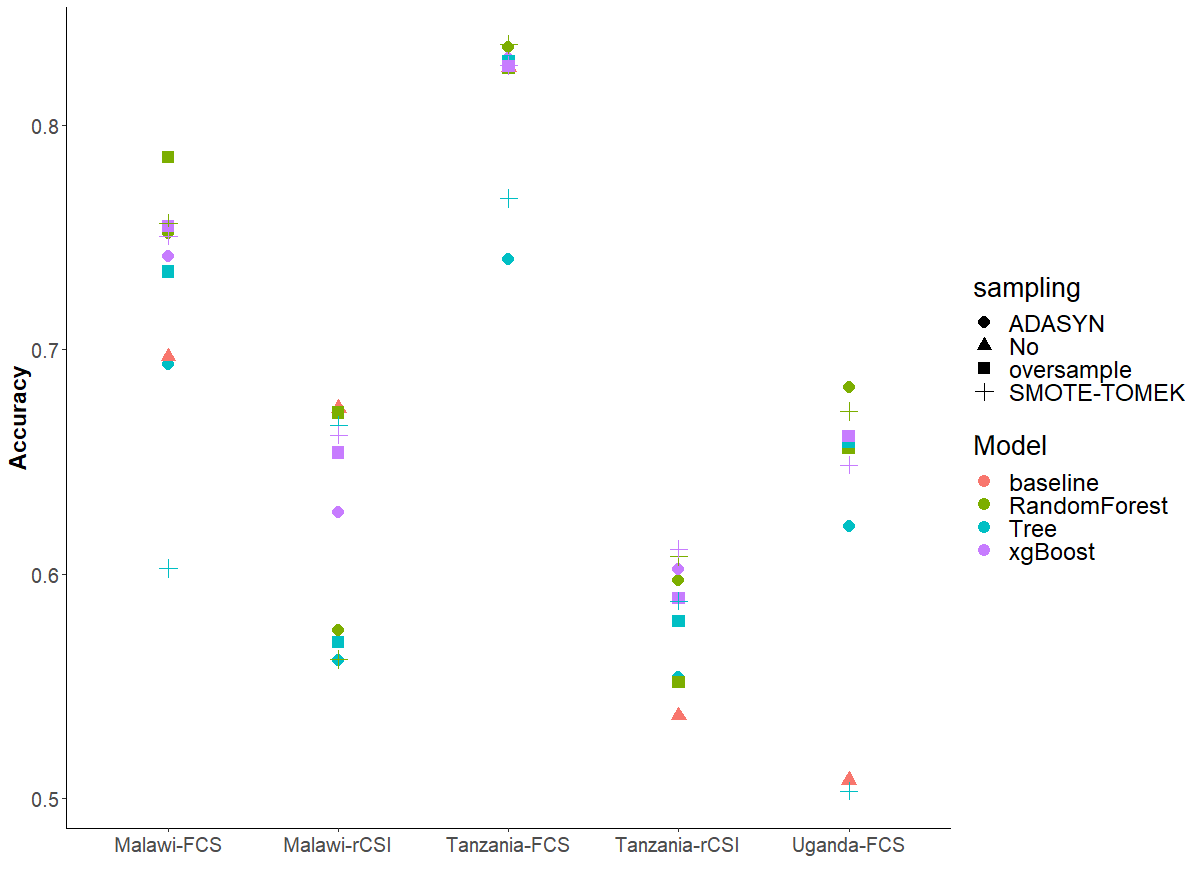 0.8
0.7
0.6
0.5
Accuracy
Malawi-FCS
Malawi-rCSI
Tanzania-FCS
Tanzania-rCSI
Uganda-FCS
sampling
ADASYN
No
oversample
SMOTE-TOMEK
Model
baseline
RandomForest
Tree
xgBoost